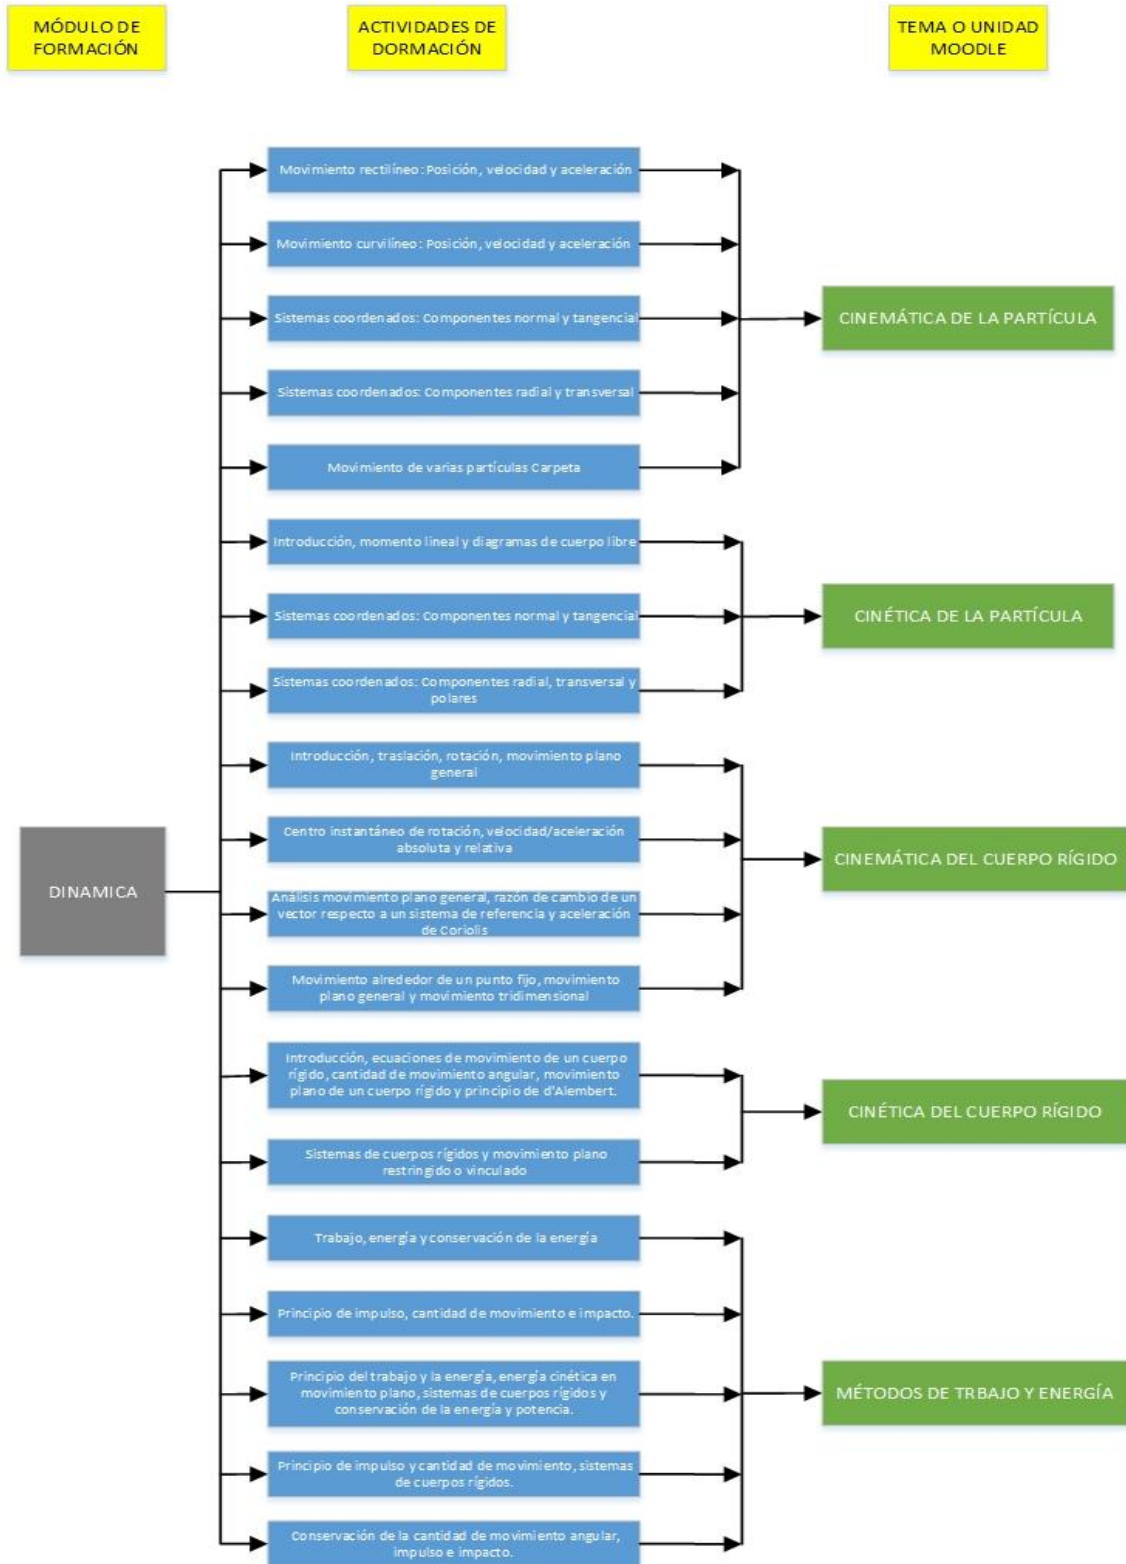 MÓDULO DE
FORMACIÓN
ACTIVIDADES DE
DORMACIÓN
TEMA O UNIDAD
MOODLE
Movimiento rectilíneo: Posición, velocidad y aceleración
Movimiento curvilíneo: Posición, velocidad y aceleración
Sistemas coordenados: Componentes normal y tangencial
CINEMÁTICA DE LA PARTÍCULA
Sistemas coordenados: Componentes radial y transversal
Movimiento de varias partículas Carpeta
Introducción, momento lineal y diagramas de cuerpo libre
Sistemas coordenados: Componentes normal y tangencial
CINÉTICA DE LA PARTÍCULA
Sistemas coordenados: Componentes radial, transversal y
polares
Introducción, traslación, rotación, movimiento plano
general
Centro instantáneo de rotación, velocidad/aceleración
absoluta y relativa
CINEMÁTICA DEL CUERPO RÍGIDO
DINAMICA
Análisis movimiento plano general, razón de cambio de un
vector respecto a un sistema de referencia y aceleración
de Coriolis
Movimiento alrededor de un punto fijo, movimiento
plano general y movimiento tridimensional
Introducción, ecuaciones de movimiento de un cuerpo
rígido, cantidad de movimiento angular, movimiento
plano de un cuerpo rígido y principio de d'Alembert.
CINÉTICA DEL CUERPO RÍGIDO
Sistemas de cuerpos rígidos y movimiento plano
restringido o vinculado
Trabajo, energía y conservación de la energía
Principio de impulso, cantidad de movimiento e impacto.
Principio del trabajo y la energía, energía cinética en
movimiento plano, sistemas de cuerpos rígidos y
conservación de la energía y potencia.
MÉTODOS DE TRBAJO Y ENERGÍA
Principio de impulso y cantidad de movimiento, sistemas
de cuerpos rígidos.
Conservación de la cantidad de movimiento angular,
impulso e impacto.